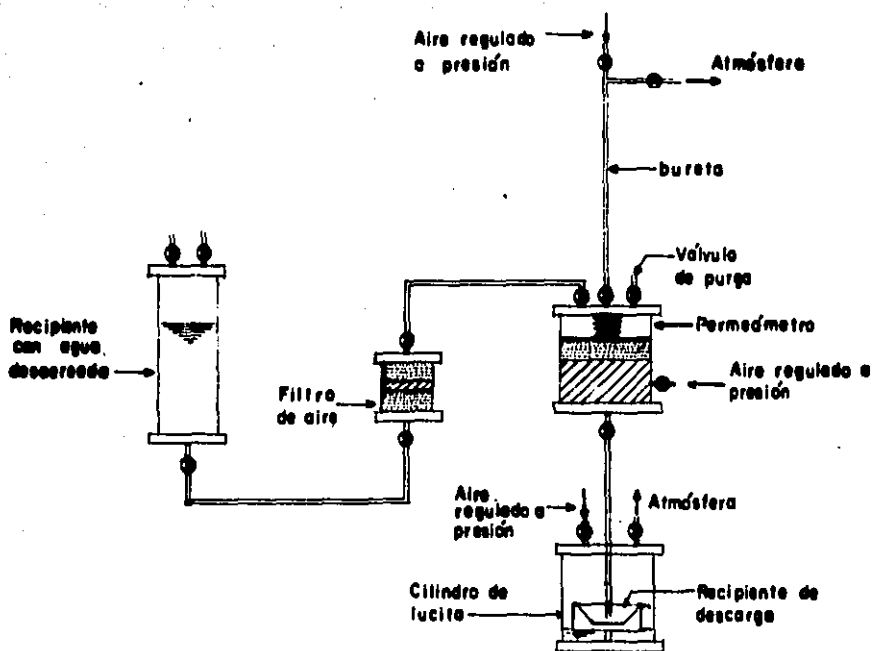 Aire regulado
a presión
Atmósfera
bureta
Válvula
de purga
Recipiente
con agua
desaereada
Permeámetro
Filtro
de aire
Aire regulado a
presión
Aire
regulado a
presión
Atmósfera
Cilindro de
lucita
Recipiente de
descarga